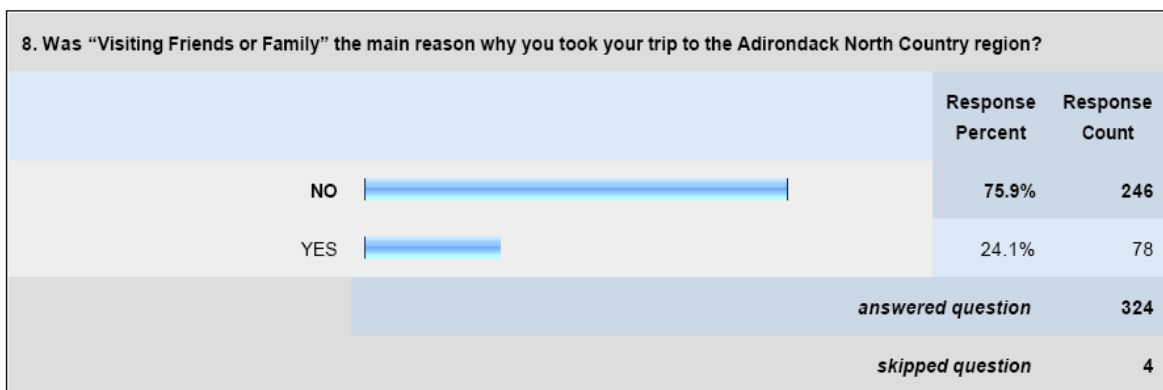 8. Was “Visiting Friends or Family” the main reason why you took your trip to the Adirondack North Country region?
Response Percent
Response Count
NO 75.9% 246
YES 24.1% 78
answered question 324
skipped question 4